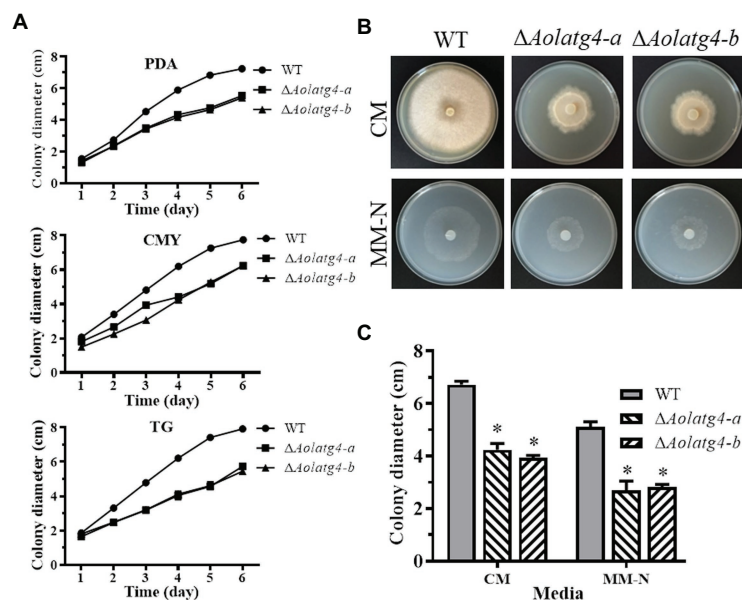 A
PDA
Colony diameter (cm)
8
6
4
2
0
1 2 3 4 5 6
Time (day)
WT
ΔAolatg4-a
ΔAolatg4-b
CMY
Colony diameter (cm)
8
6
4
2
0
1 2 3 4 5 6
Time (day)
WT
ΔAolatg4-a
ΔAolatg4-b
TG
Colony diameter (cm)
8
6
4
2
0
1 2 3 4 5 6
Time (day)
WT
ΔAolatg4-a
ΔAolatg4-b
B
WT ΔAolatg4-a ΔAolatg4-b
CM
MM-N
C
Colony diameter (cm)
8
6
4
2
0
* *
* *
WT
ΔAolatg4-a
ΔAolatg4-b
CM MM-N
Media